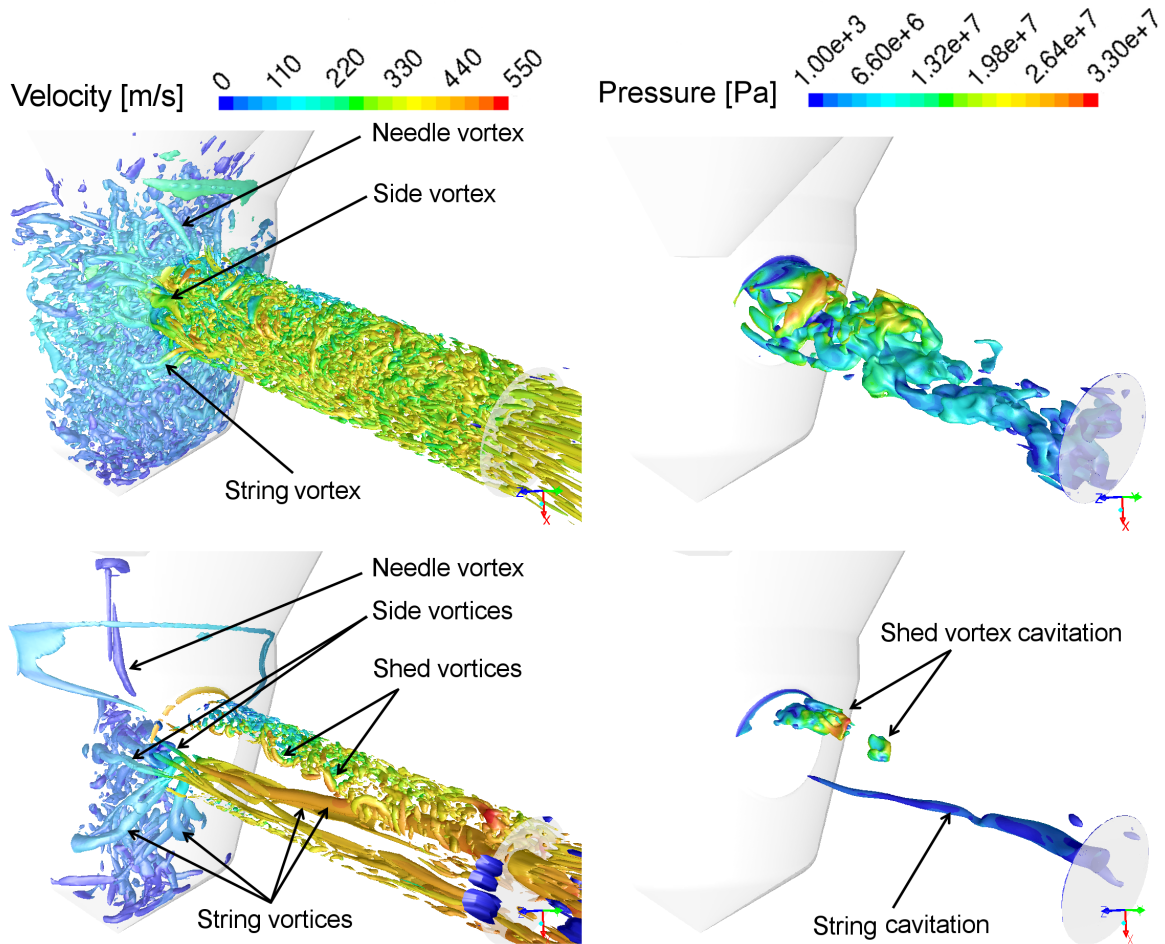 Velocity [m/s]
0 110 220 330 440 550
Pressure [Pa]
1.00e+3 6.60e+6 1.32e+7 1.98e+7 2.64e+7 3.30e+7
Needle vortex
Side vortex
String vortex
Z
X
Z
X
Needle vortex
Side vortices
Shed vortices
String vortices
Shed vortex cavitation
String cavitation
Z
X
Z
X